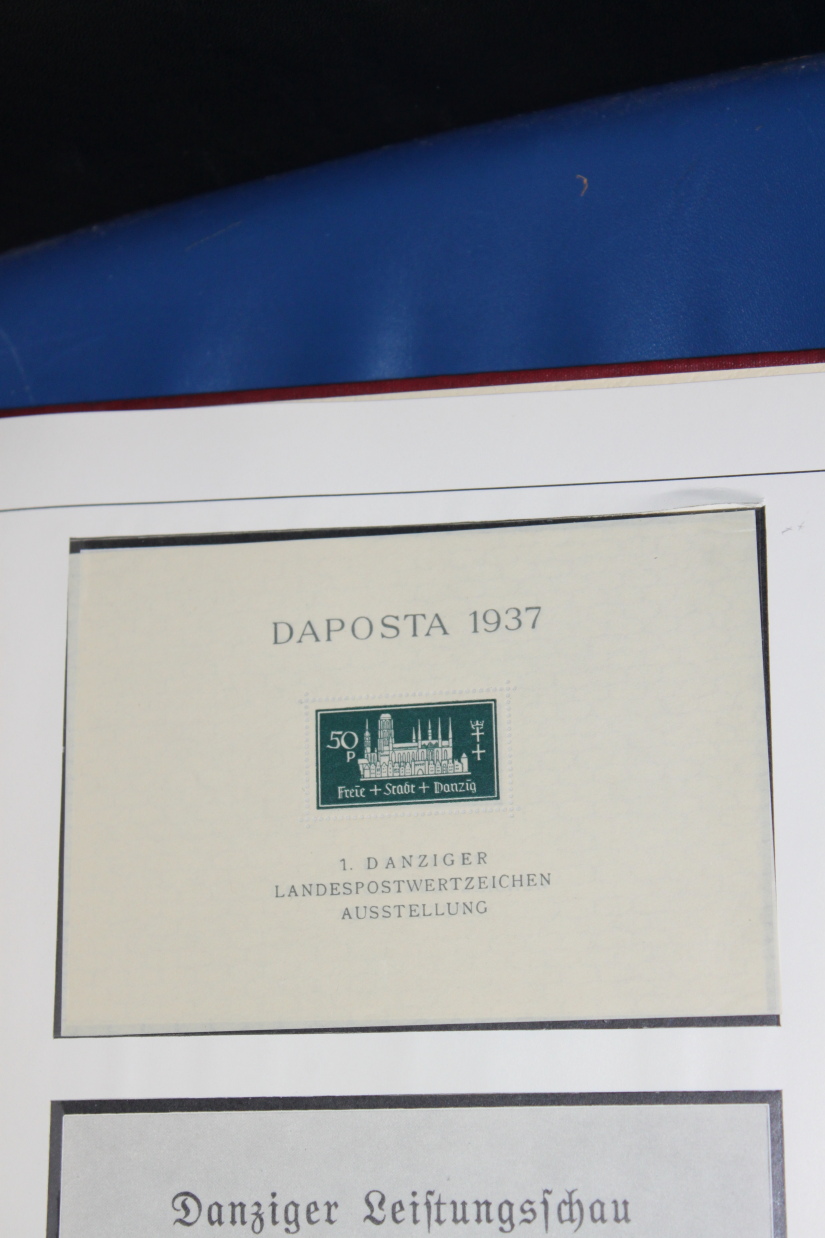 DAPOSTA 1937
50
P
Freie + Stadt + Danzig
1. DANZIGER
LANDESPOSTWERTZEICHEN
AUSSTELLUNG
Danziger Leiſtungsſchau